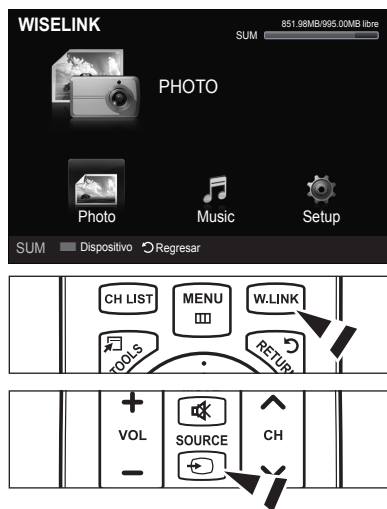 WISELINK
851.98MB/995.00MB libre
SUM
PHOTO
Photo Music Setup
SUM Dispositivo Regresar
CH LIST MENU W.LINK
TOOLS RETURN
+
VOL SOURCE CH
−